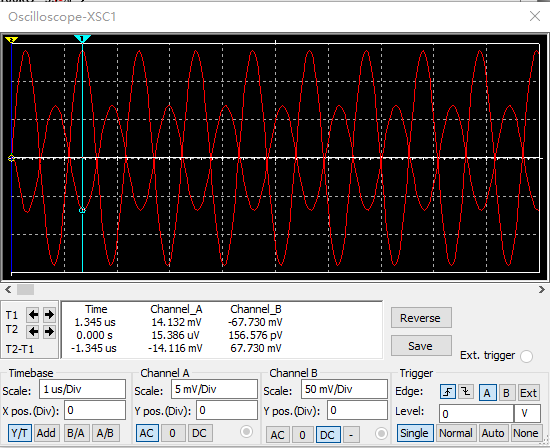 Oscilloscope-XSC1
2
1
T1
T2
T2-T1
Time Channel_A Channel_B
1.345 us 14.132 mV -67.730 mV
0.000 s 15.386 uV 156.576 pV
-1.345 us -14.116 mV 67.730 mV
Reverse
Save
Ext. trigger
Timebase
Scale: 1 us/Div
X pos.(Div): 0
Y/T Add B/A A/B
Channel A
Scale: 5 mV/Div
Y pos.(Div): 0
AC 0 DC
Channel B
Scale: 50 mV/Div
Y pos.(Div): 0
AC 0 DC -
Trigger
Edge: A B Ext
Level: 0 V
Single Normal Auto None